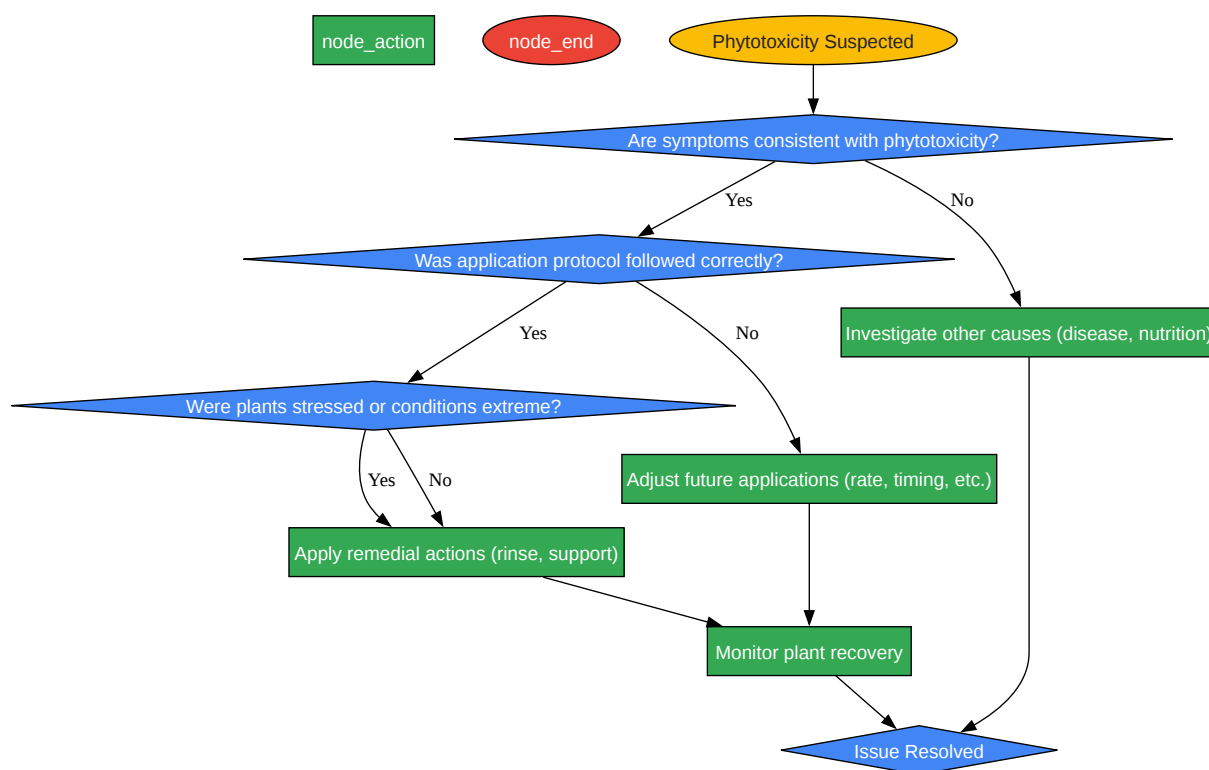 node_action
node_end
Phytotoxicity Suspected
Are symptoms consistent with phytotoxicity?
Yes
No
Was application protocol followed correctly?
Yes
No
Investigate other causes (disease, nutrition)
Were plants stressed or conditions extreme?
Yes
No
Adjust future applications (rate, timing, etc.)
Apply remedial actions (rinse, support)
Monitor plant recovery
Issue Resolved